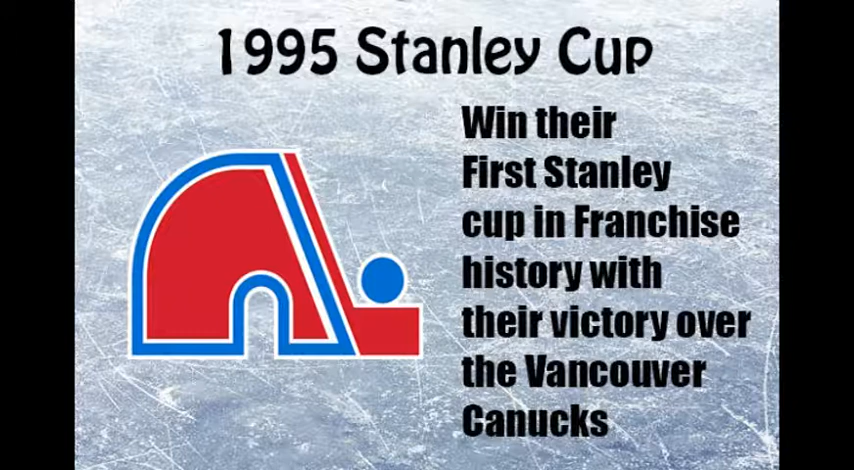 1995 Stanley Cup
Win their
First Stanley
cup in Franchise
history with
their victory over
the Vancouver
Canucks